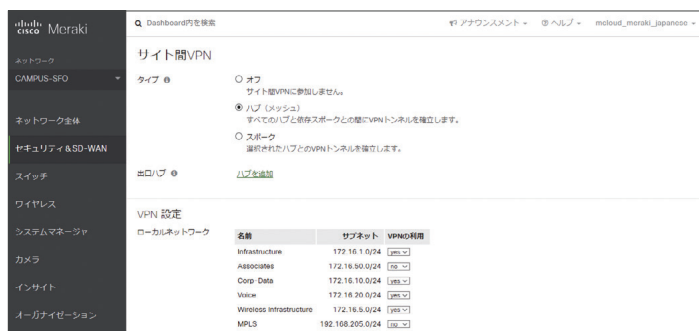 cisco Meraki
Dashboard内を検索
アナウンスメント
ヘルプ
mcloud_meraki_japancoo
ネットワーク
CAMPUS-SFO
ネットワーク全体
セキュリティ&SD-WAN
スイッチ
ワイヤレス
システムマネージャ
カメラ
インサイト
オーガナイゼーション
サイト間VPN
タイプ
オフ
サイト間VPNに参加しません。
ハブ（メッシュ）
すべてのハブと依存スポークとの間にVPNトンネルを確立します。
スポーク
選択されたハブとのVPNトンネルを確立します。
出口ハブ
ハブを追加
VPN 設定
ローカルネットワーク
名前 サブネット VPNの利用
Infrastructure 172.16.1.0/24 yes
Associates 172.16.50.0/24 no
Corp-Data 172.16.10.0/24 yes
Voice 172.16.20.0/24 yes
Wireless Infrastructure 172.16.5.0/24 yes
MPLS 192.168.205.0/24 no